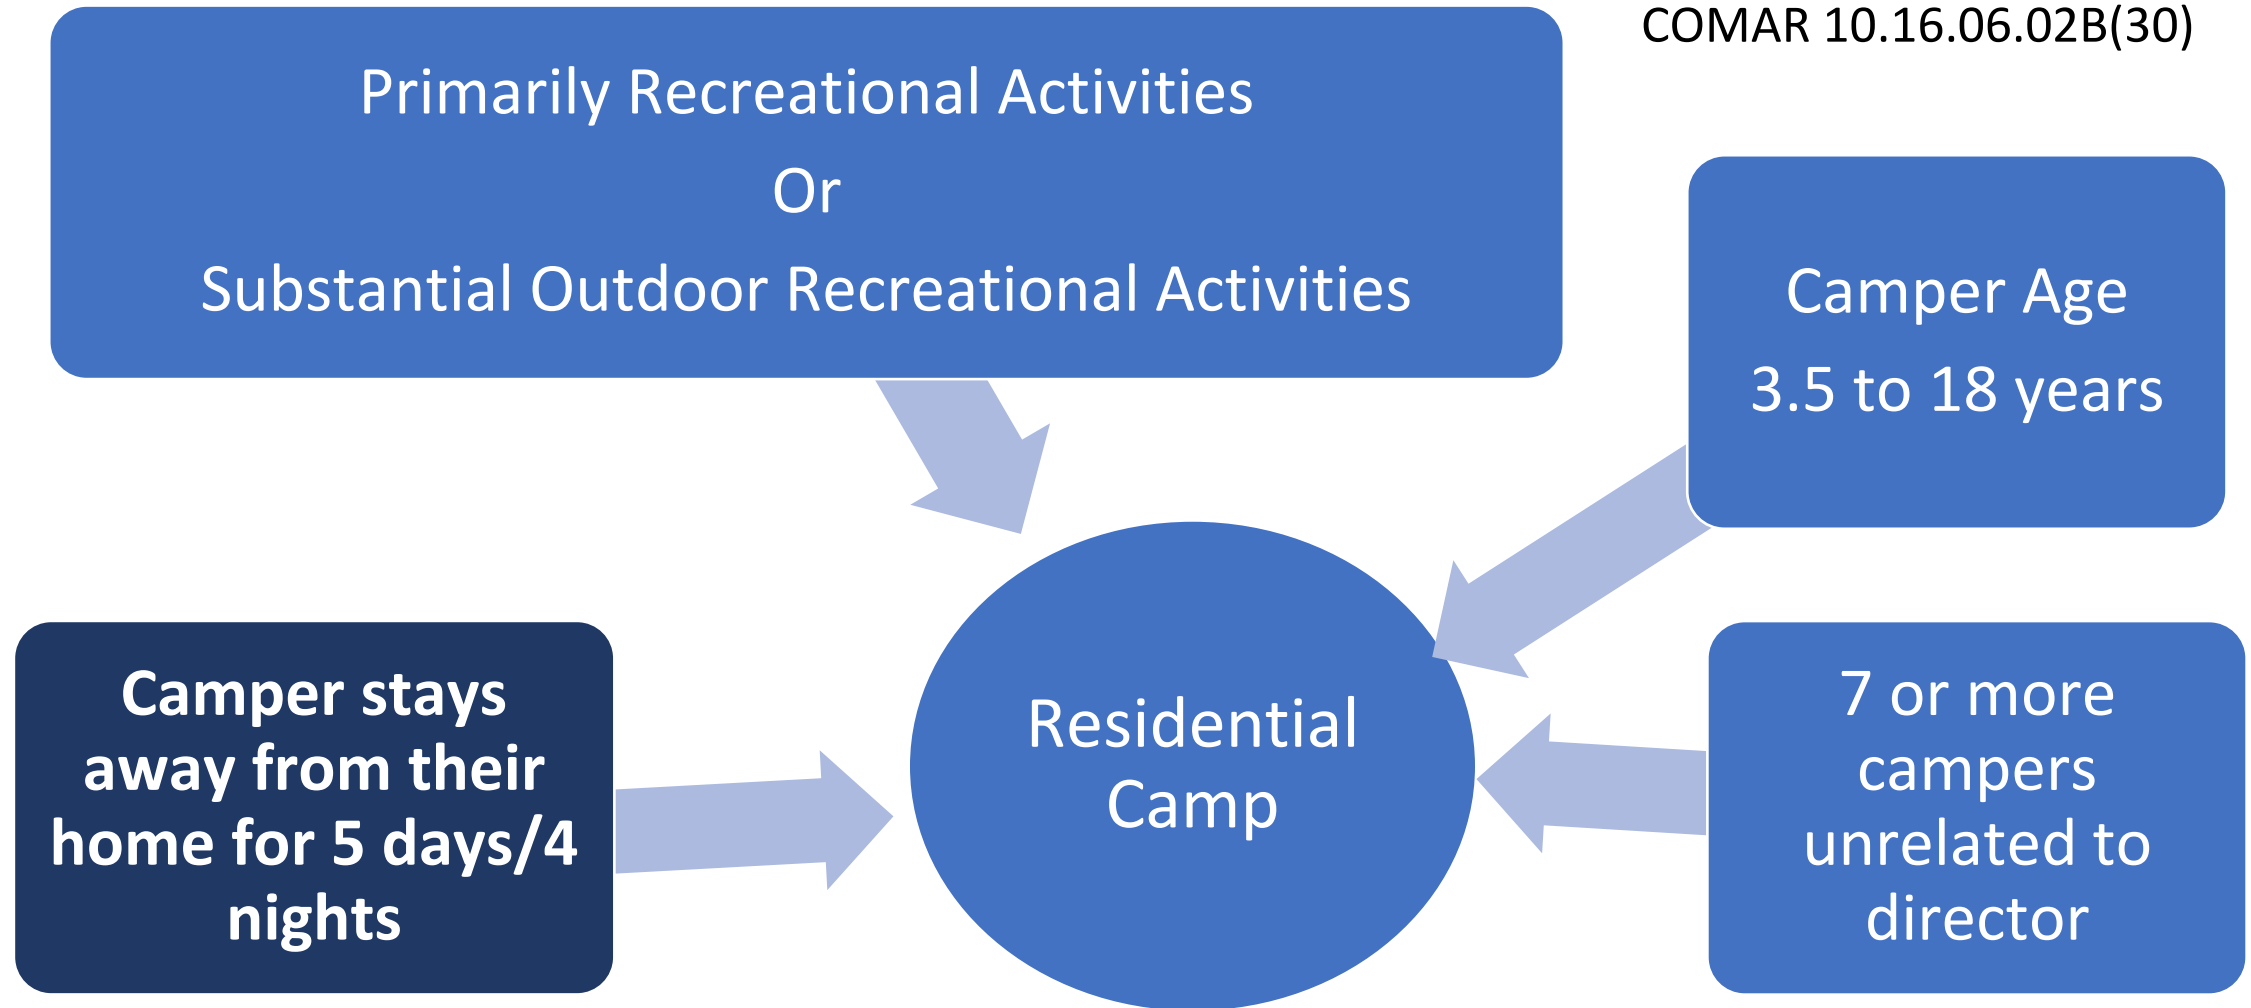 COMAR 10.16.06.02B(30)
Primarily Recreational Activities
Or
Substantial Outdoor Recreational Activities
Camper Age
3.5 to 18 years
Camper stays
away from their
home for 5 days/4
nights
Residential
Camp
7 or more
campers
unrelated to
director